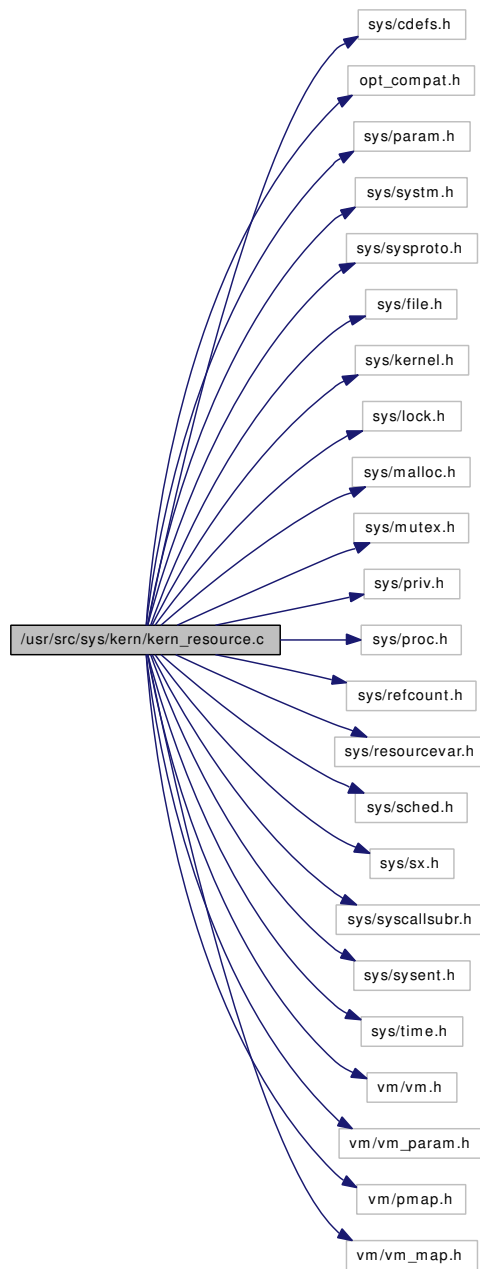 sys/cdefs.h
opt_compat.h
sys/param.h
sys/systm.h
sys/sysproto.h
sys/file.h
sys/kernel.h
sys/lock.h
sys/malloc.h
sys/mutex.h
sys/priv.h
/usr/src/sys/kern/kern_resource.c
sys/proc.h
sys/refcount.h
sys/resourcevar.h
sys/sched.h
sys/sx.h
sys/syscallsubr.h
sys/sysent.h
sys/time.h
vm/vm.h
vm/vm_param.h
vm/pmap.h
vm/vm_map.h